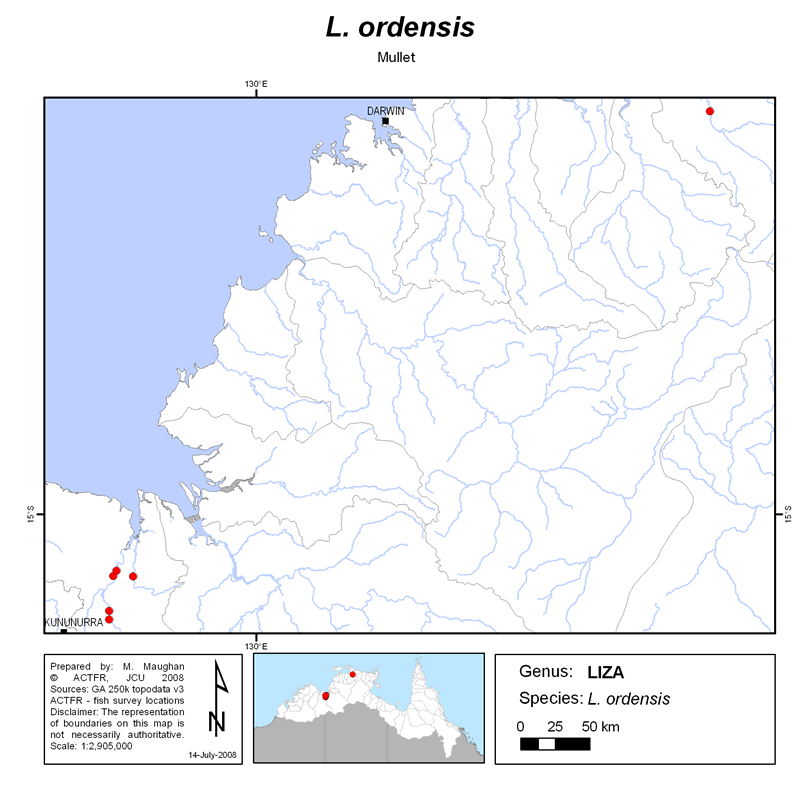 L. ordensis
Mullet
130°E
DARWIN
15°S
15°S
KUNUNURRA
130°E
Prepared by: M. Maughan
© ACTFR, JCU 2008
Sources: GA 250k topodata v3
ACTFR - fish survey locations
Disclaimer: The representation
of boundaries on this map is
not necessarily authoritative.
Scale: 1:2,905,000
N
14-July-2008
Genus: LIZA
Species: L. ordensis
0 25 50 km